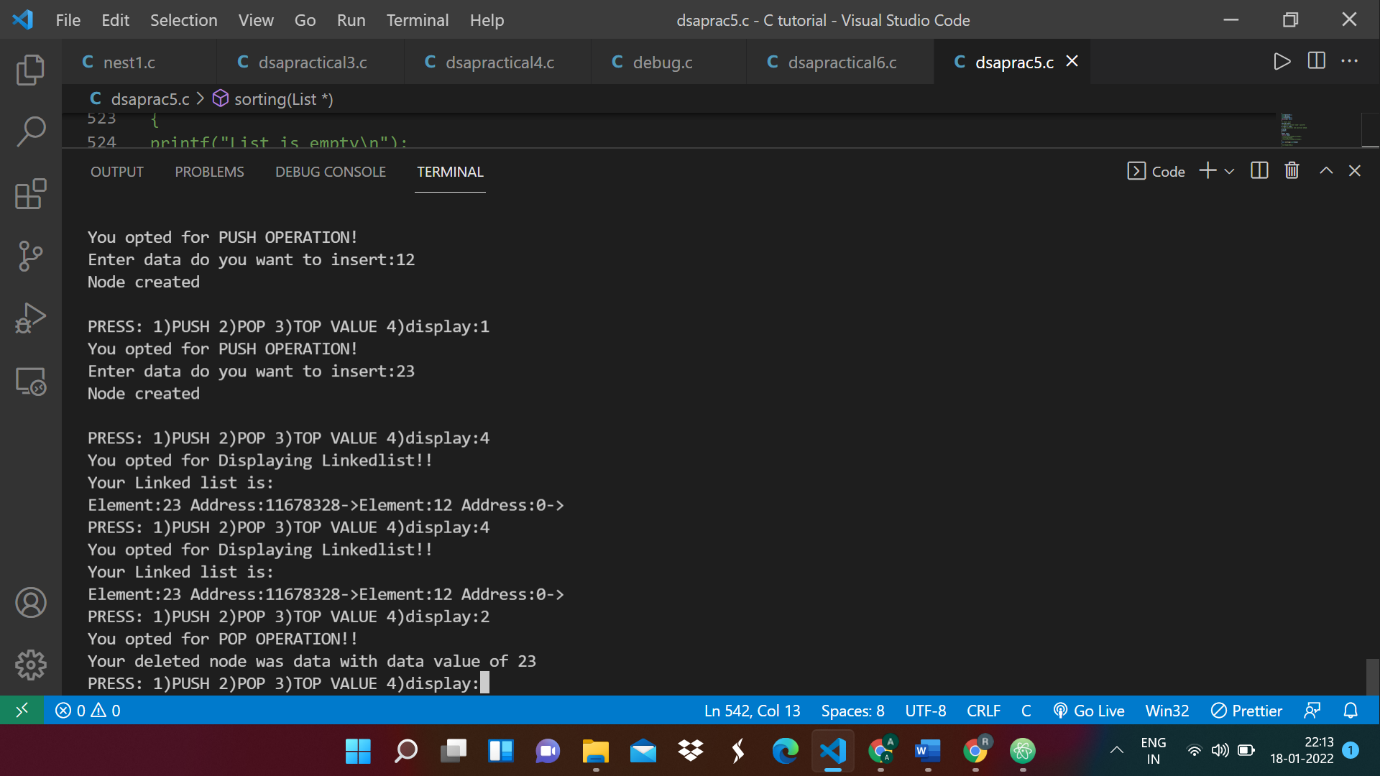 File Edit Selection View Go Run Terminal Help dsaprac5.c - C tutorial - Visual Studio Code
C nest1.c C dsapractical3.c C dsapractical4.c C debug.c C dsapractical6.c C dsaprac5.c
C dsaprac5.c > sorting(List *)
523 {
524 printf("List is empty\n");
OUTPUT PROBLEMS DEBUG CONSOLE TERMINAL Code
You opted for PUSH OPERATION!
Enter data do you want to insert:12
Node created
PRESS: 1)PUSH 2)POP 3)TOP VALUE 4)display:1
You opted for PUSH OPERATION!
Enter data do you want to insert:23
Node created
PRESS: 1)PUSH 2)POP 3)TOP VALUE 4)display:4
You opted for Displaying Linkedlist!!
Your Linked list is:
Element:23 Address:11678328->Element:12 Address:0->
PRESS: 1)PUSH 2)POP 3)TOP VALUE 4)display:4
You opted for Displaying Linkedlist!!
Your Linked list is:
Element:23 Address:11678328->Element:12 Address:0->
PRESS: 1)PUSH 2)POP 3)TOP VALUE 4)display:2
You opted for POP OPERATION!!
Your deleted node was data with data value of 23
PRESS: 1)PUSH 2)POP 3)TOP VALUE 4)display:
0 0 Ln 542, Col 13 Spaces: 8 UTF-8 CRLF C Go Live Win32 Prettier
ENG 22:13
IN 18-01-2022 1